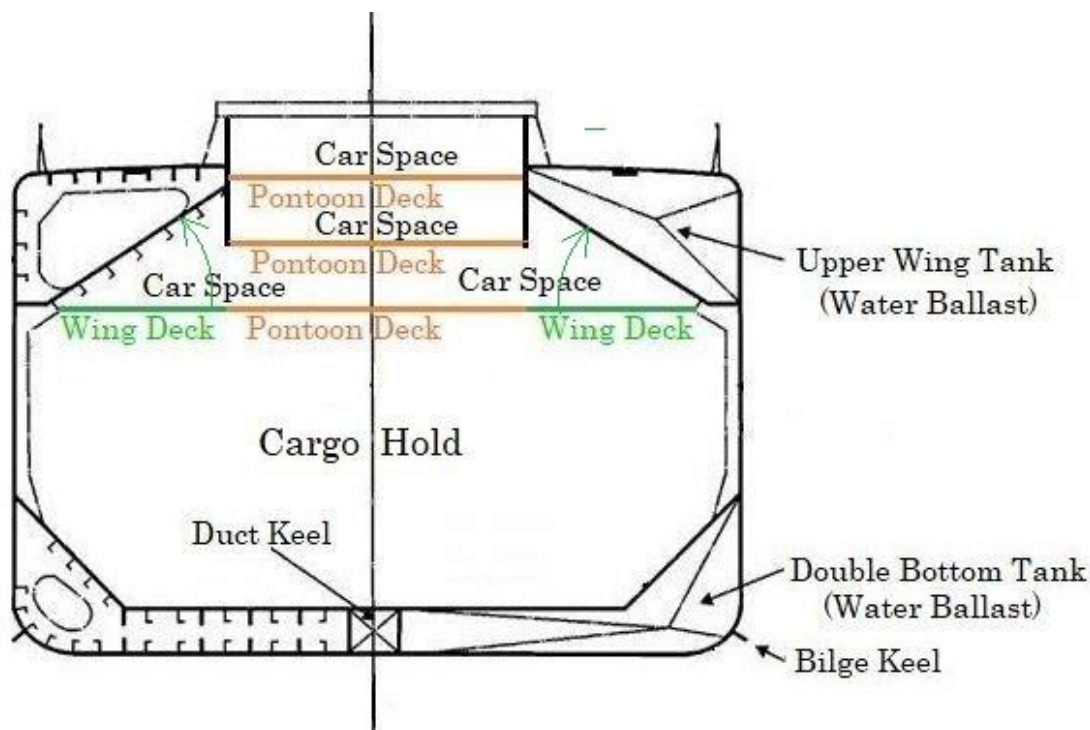 Car Space
Pontoon Deck
Car Space
Pontoon Deck
Car Space
Car Space
Wing Deck
Pontoon Deck
Wing Deck
Upper Wing Tank
(Water Ballast)
Cargo Hold
Duct Keel
Double Bottom Tank
(Water Ballast)
Bilge Keel